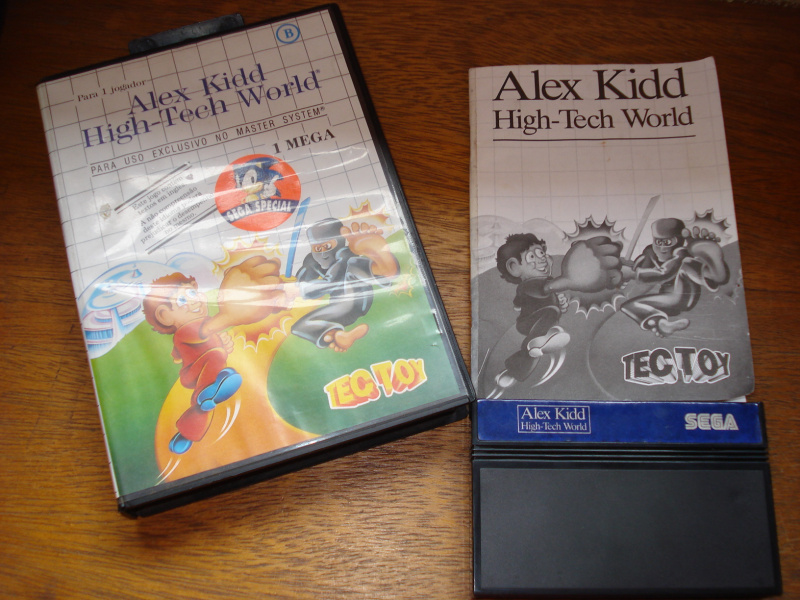 B
Para 1 jogador
Alex Kidd
High-Tech World
PARA USO EXCLUSIVO NO MASTER SYSTEM®
1 MEGA
SEGA SPECIAL
TEC TOY
Alex Kidd
High-Tech World
TEC TOY
Alex Kidd
High-Tech World
SEGA